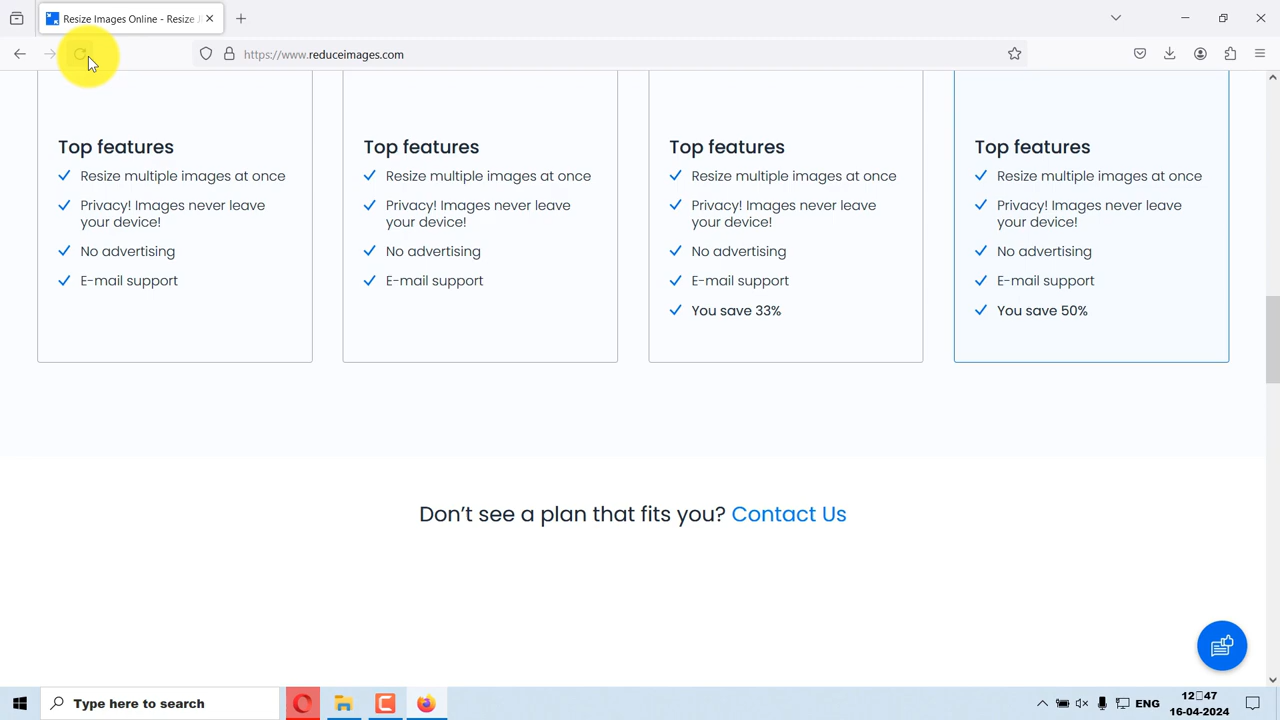 Resize Images Online - Resize J
https://www.reduceimages.com
Top features
Resize multiple images at once
Privacy! Images never leave
your device!
No advertising
E-mail support
Top features
Resize multiple images at once
Privacy! Images never leave
your device!
No advertising
E-mail support
Top features
Resize multiple images at once
Privacy! Images never leave
your device!
No advertising
E-mail support
You save 33%
Top features
Resize multiple images at once
Privacy! Images never leave
your device!
No advertising
E-mail support
You save 50%
Don't see a plan that fits you? Contact Us
Type here to search
ENG
12▯47
16-04-2024